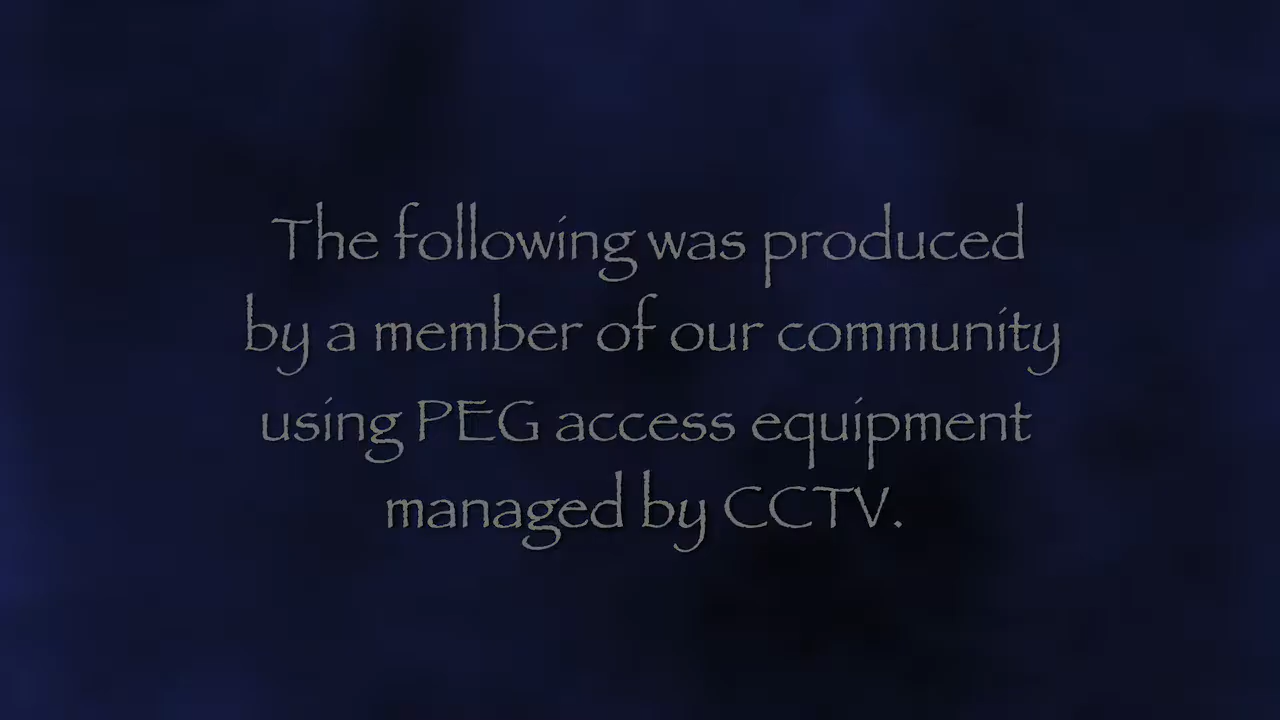 The following was produced
by a member of our community
using PEG access equipment
managed by CCTV.